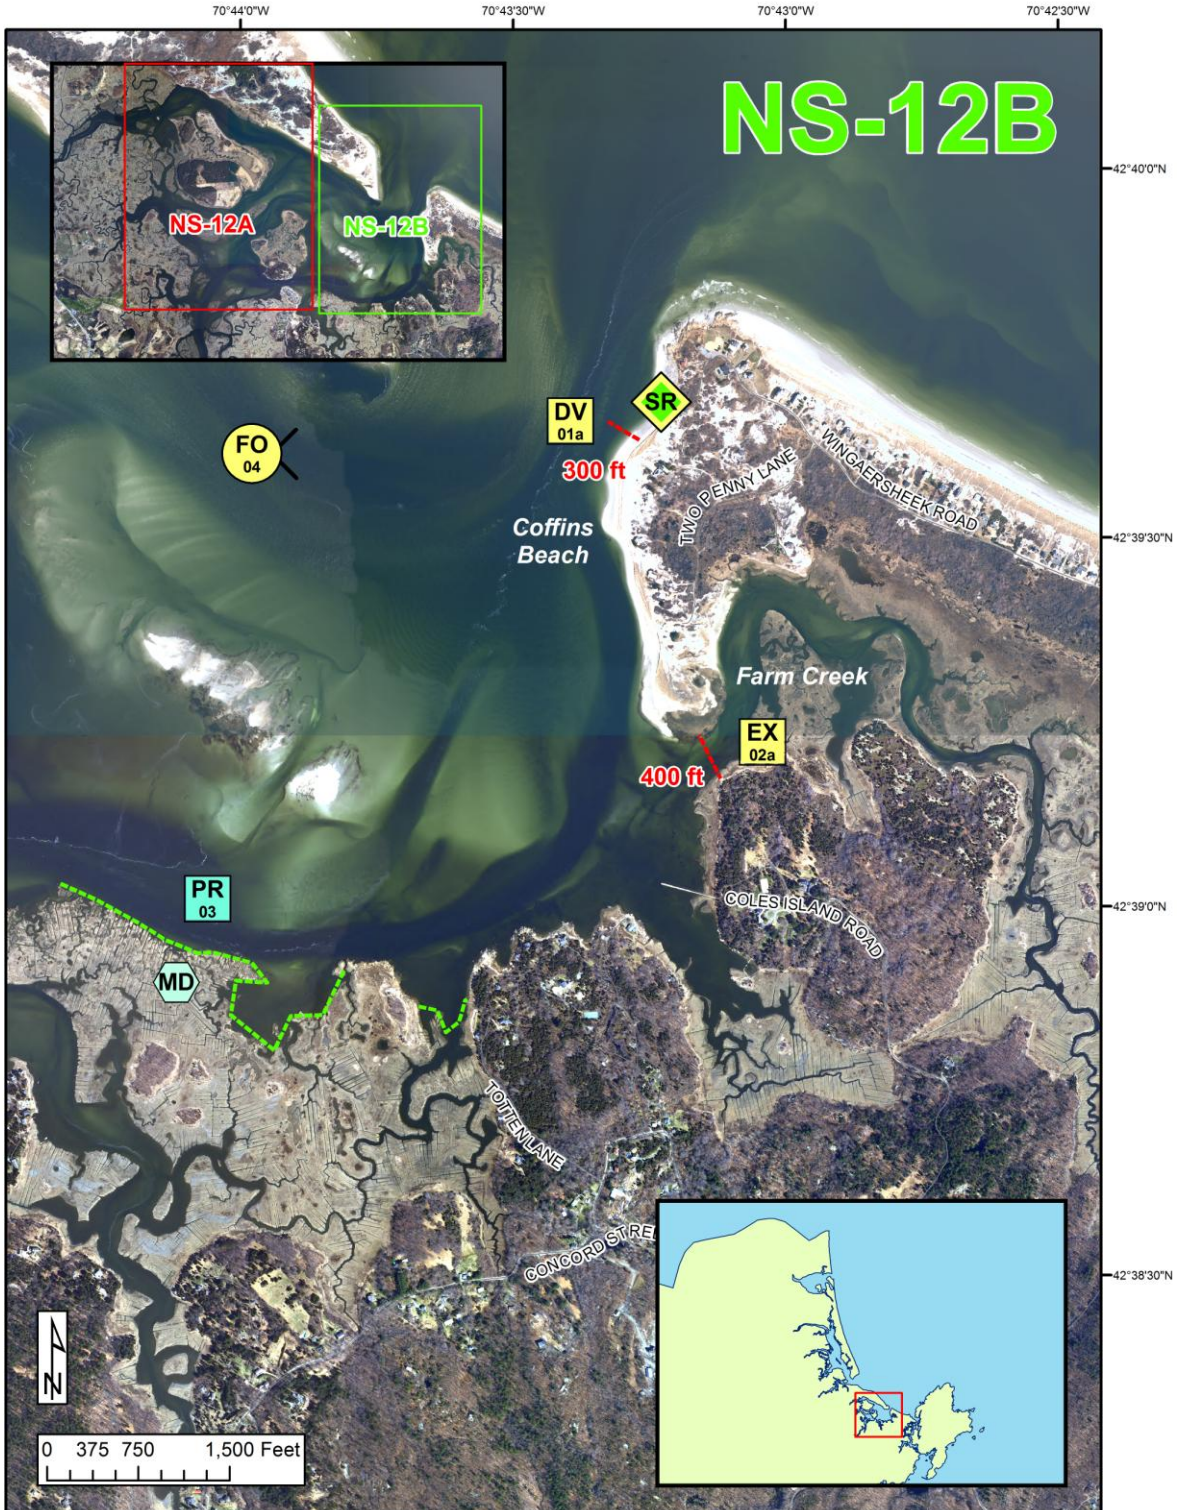 70°44'0"W
70°43'30"W
70°43'0"W
70°42'30"W
NS-12B
NS-12A
NS-12B
42°40'0"N
SR
DV
01a
FO
04
300 ft
TWO PENNY LANE
WINGAERSHEEK ROAD
Coffins
Beach
42°39'30"N
Farm Creek
EX
02a
400 ft
PR
03
COLES ISLAND ROAD
42°39'0"N
MD
TOTTEN LANE
CONCORD STREE
42°38'30"N
N
0 375 750 1,500 Feet